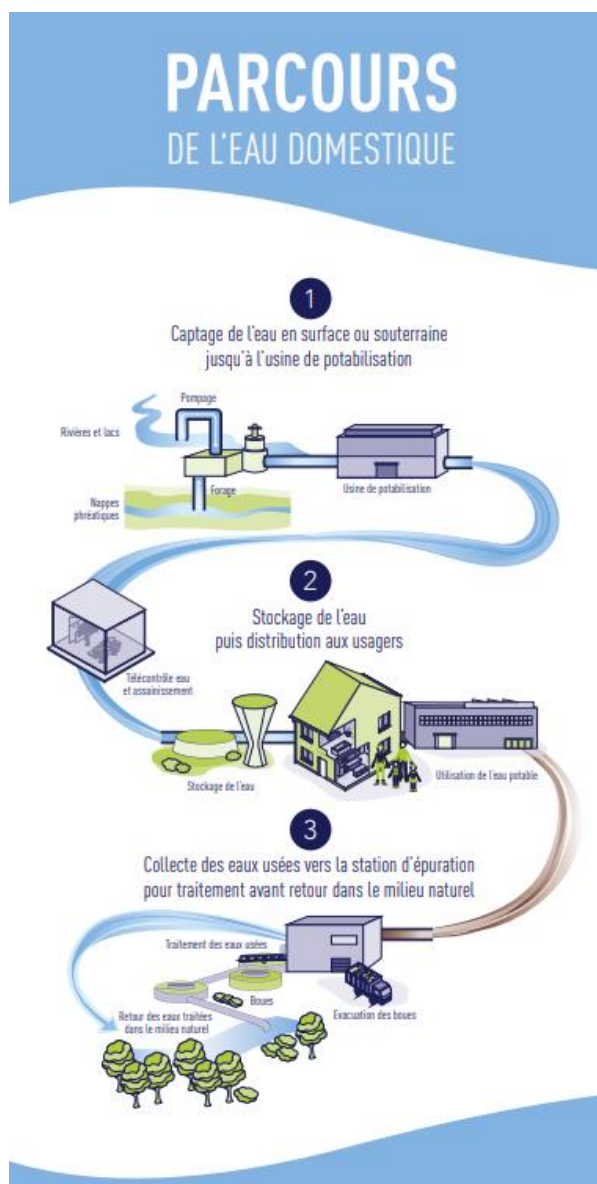 PARCOURS
DE L'EAU DOMESTIQUE
1
Captage de l'eau en surface ou souterraine
jusqu'à l'usine de potabilisation
Pompage
Rivières et lacs
Forage
Usine de potabilisation
Nappes
phréatiques
2
Stockage de l'eau
puis distribution aux usagers
Télécontrôle eau
et assainissement
Stockage de l'eau
Utilisation de l'eau potable
3
Collecte des eaux usées vers la station d'épuration
pour traitement avant retour dans le milieu naturel
Traitement des eaux usées
Boues
Evacuation des boues
Retour des eaux traitées
dans le milieu naturel